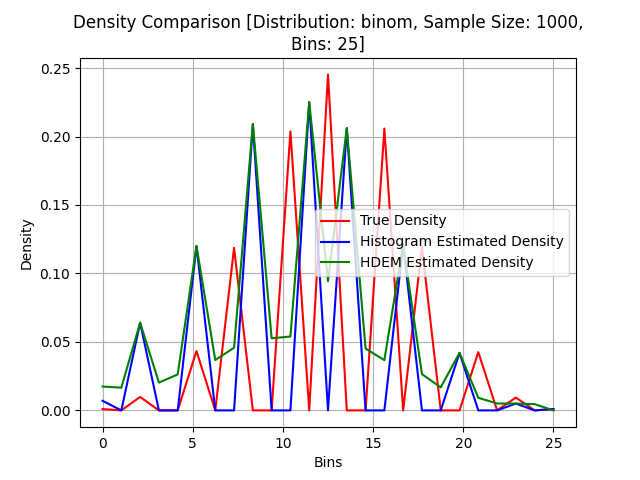 Density Comparison [Distribution: binom, Sample Size: 1000,
Bins: 25]
Density
0.25
0.20
0.15
0.10
0.05
0.00
True Density
Histogram Estimated Density
HDEM Estimated Density
0 5 10 15 20 25
Bins